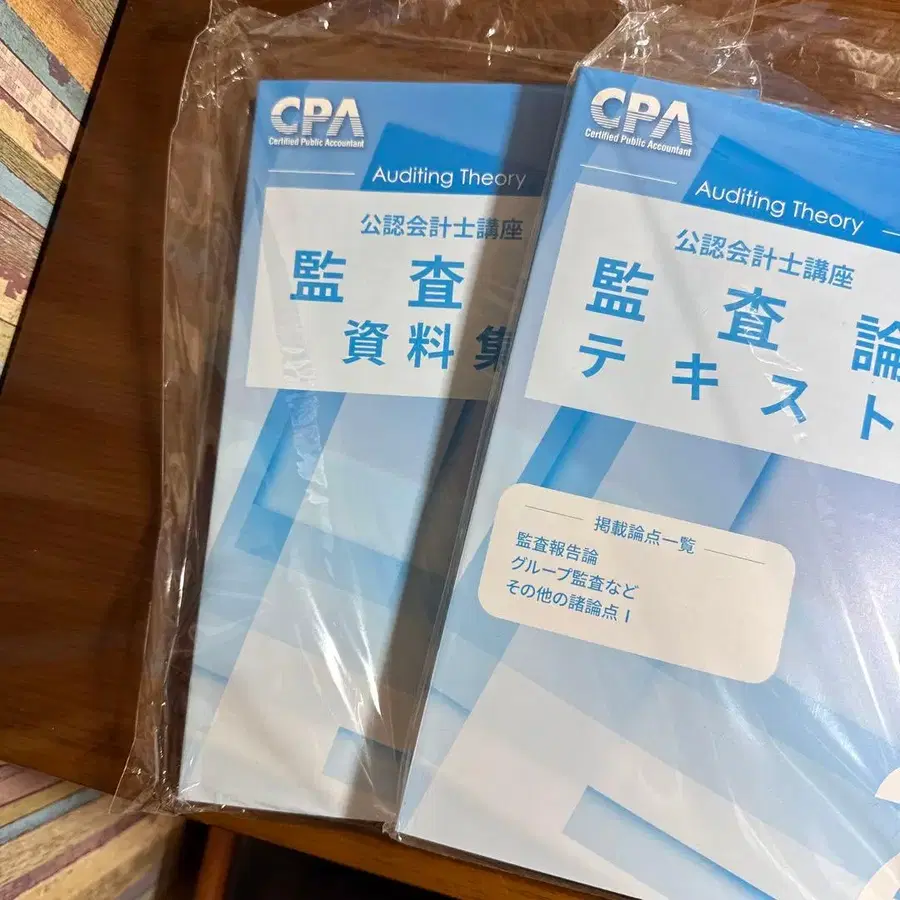 CPA
Certified Public Accountant
Auditing Theory
公認会計士講座
監査
資料集
CPA
Certified Public Accountant
Auditing Theory
公認会計士講座
監査論
テキスト
掲載論点一覧
監査報告論
グループ監査など
その他の諸論点 I